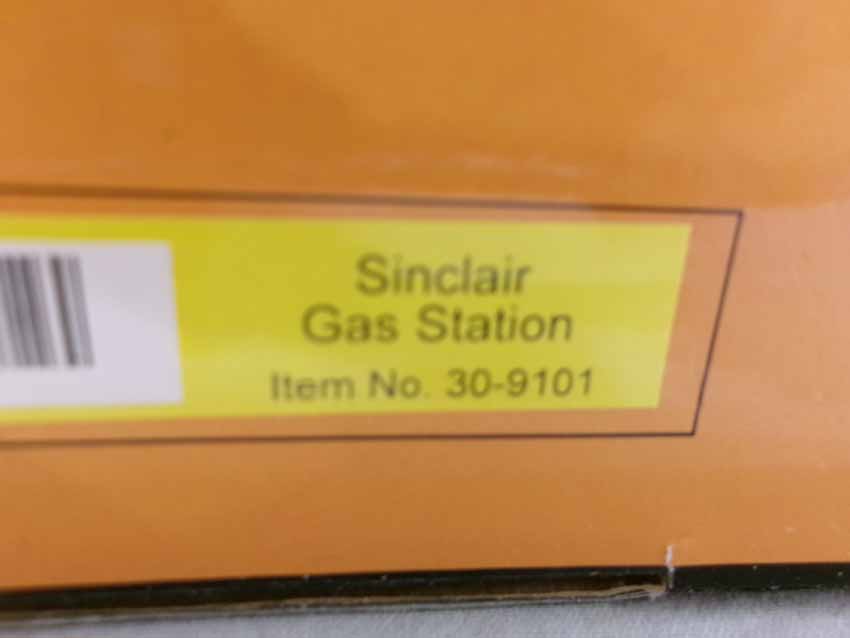 Sinclair
Gas Station
Item No. 30-9101